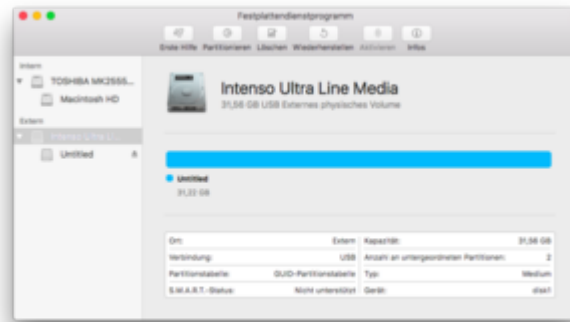 Festplattendienstprogramm
Erste Hilfe Partitionieren Löschen Wiederherstellen Aktivieren Infos
Intern
TOSHIBA MK2555...
Macintosh HD
Extern
Intenso Ultra Line Media
31,56 GB USB Externes physisches Volume
Untitled
Untitled
31,22 GB
Ort: Extern Kapazität: 31,56 GB
Verbindung: USB Anzahl an untergeordneten Partitionen: 2
Partitionstabelle: GUID-Partitionstabelle Typ: Medium
S.M.A.R.T.-Status: Nicht unterstützt Gerät: disk1